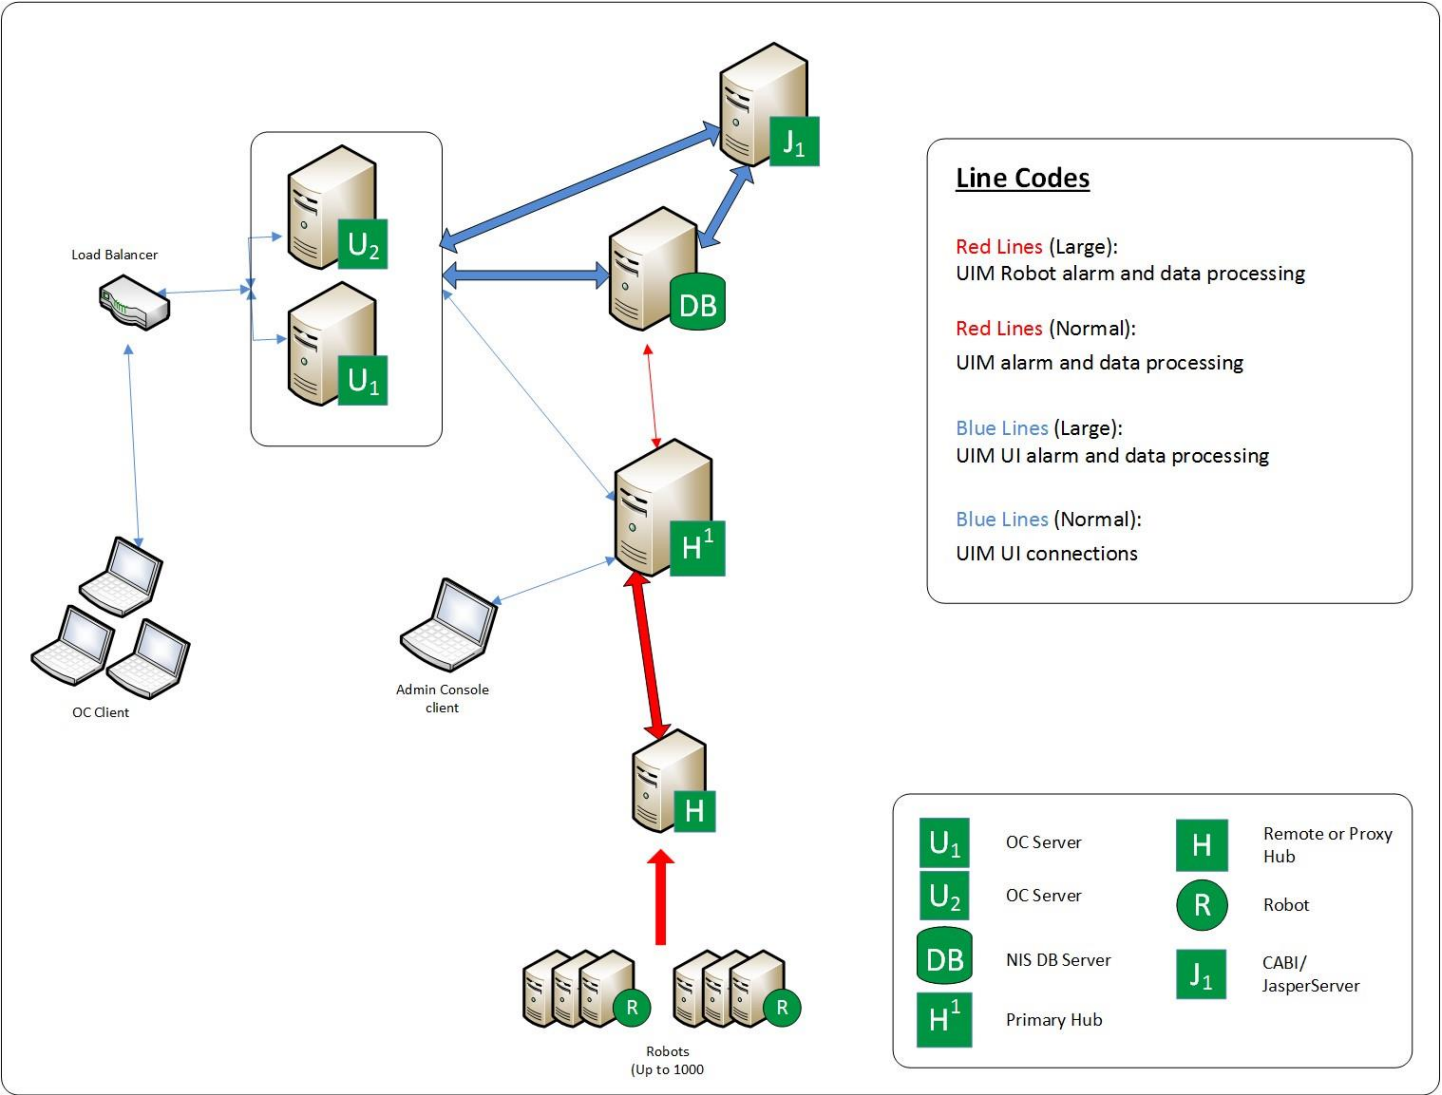 J1
U2
Load Balancer
DB
U1
H1
Admin Console
client
OC Client
H
R
R
Robots
(Up to 1000
Line Codes
Red Lines (Large):
UIM Robot alarm and data processing
Red Lines (Normal):
UIM alarm and data processing
Blue Lines (Large):
UIM UI alarm and data processing
Blue Lines (Normal):
UIM UI connections
U1 OC Server
U2 OC Server
DB NIS DB Server
H1 Primary Hub
H Remote or Proxy
Hub
R Robot
J1 CABI/
JasperServer